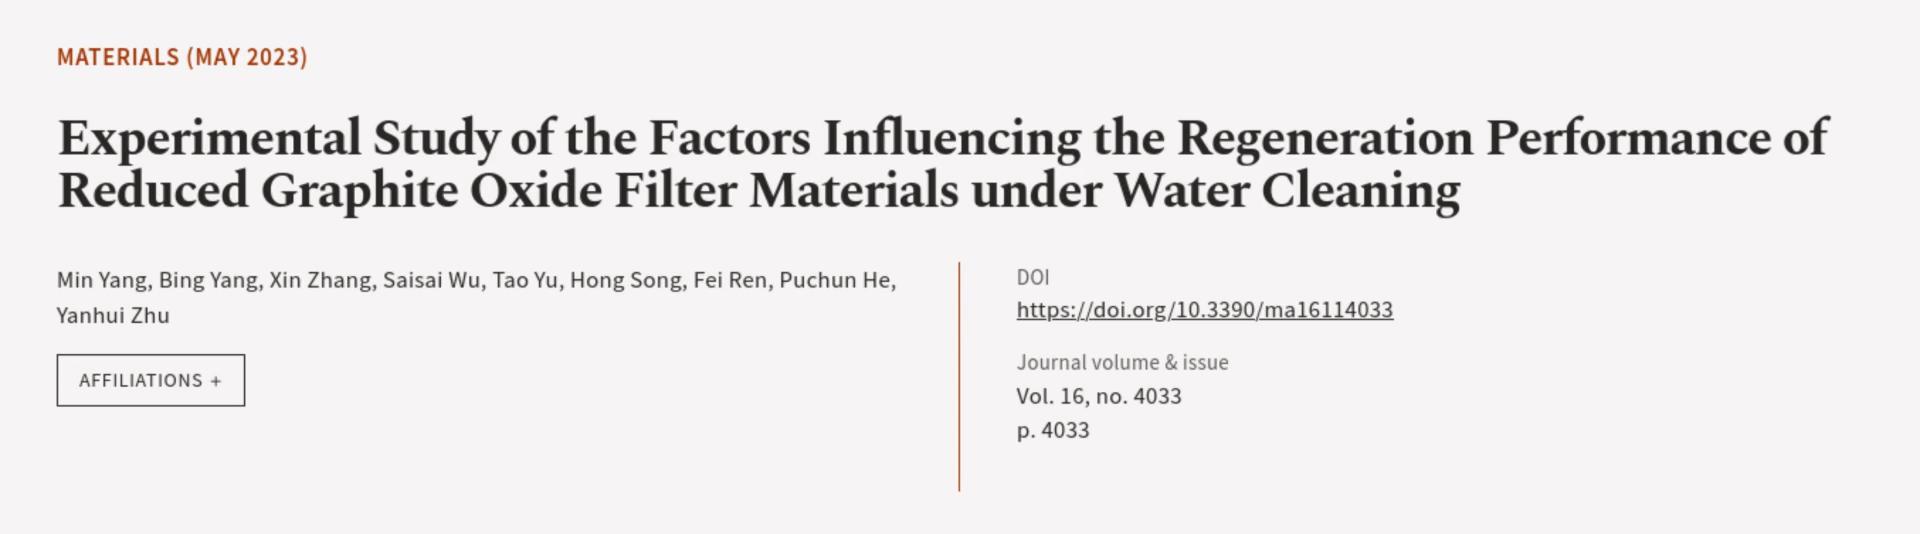 MATERIALS (MAY 2023)
Experimental Study of the Factors Influencing the Regeneration Performance of
Reduced Graphite Oxide Filter Materials under Water Cleaning
Min Yang, Bing Yang, Xin Zhang, Saisai Wu, Tao Yu, Hong Song, Fei Ren, Puchun He,
Yanhui Zhu
AFFILIATIONS +
DOI
https://doi.org/10.3390/ma16114033
Journal volume & issue
Vol. 16, no. 4033
p. 4033